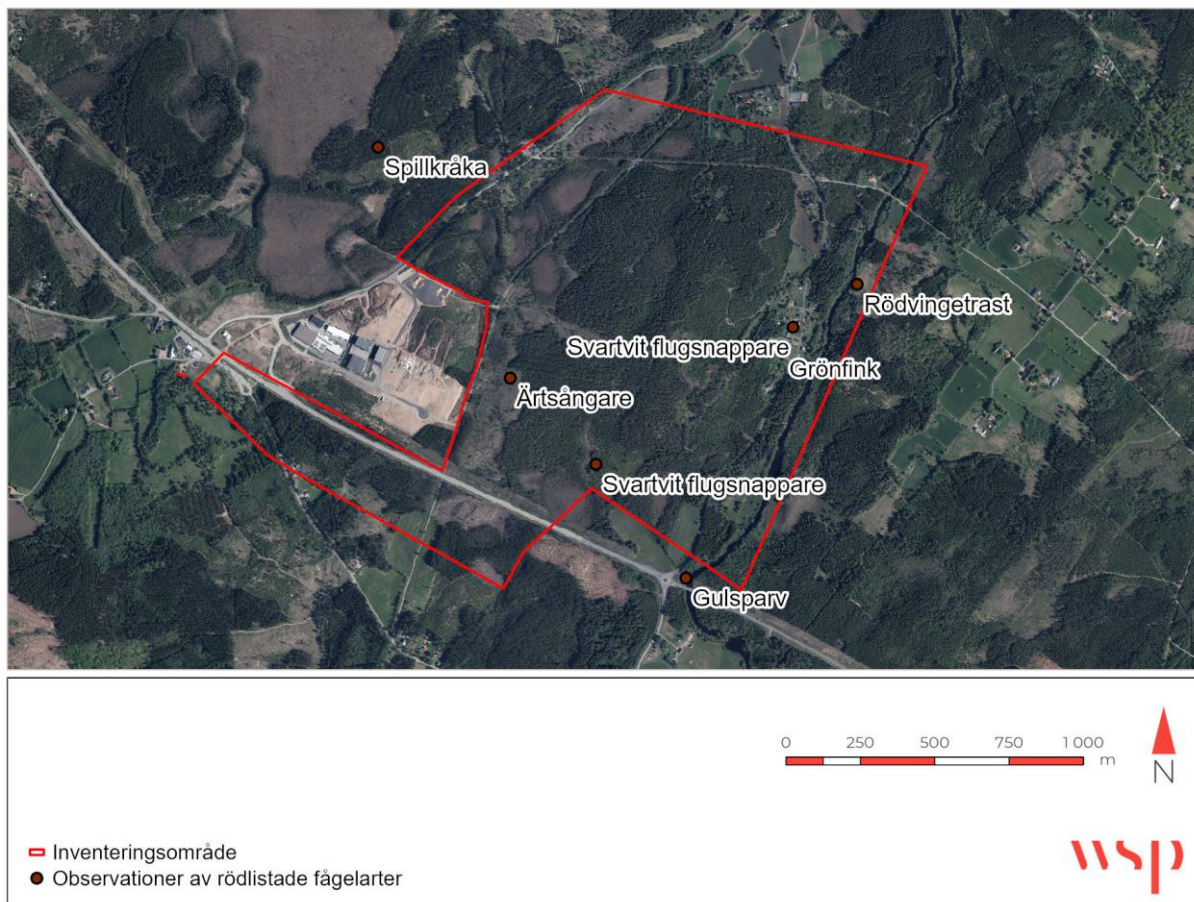 Spillkråka
Rödvingetrast
Svartvit flugsnappare
Grönfink
Ärtsångare
Svartvit flugsnappare
Gulsparv
0 250 500 750 1 000
m
N
Inventeringsområde
Observationer av rödlistade fågelarter
wsp